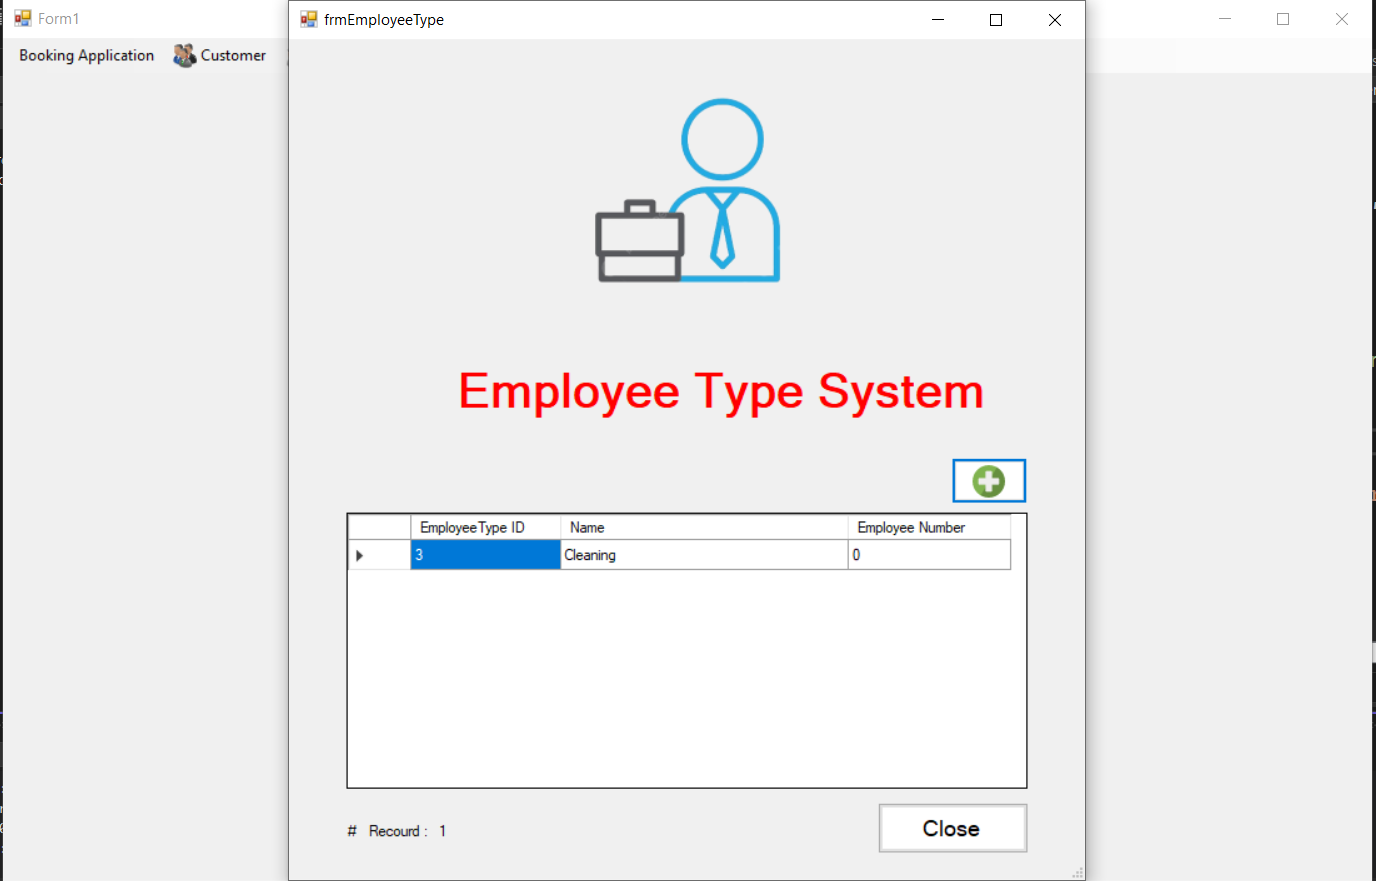 Form1
frmEmployeeType
Booking Application Customer
Employee Type System
EmployeeType ID Name Employee Number
3 Cleaning 0
# Recourd : 1
Close